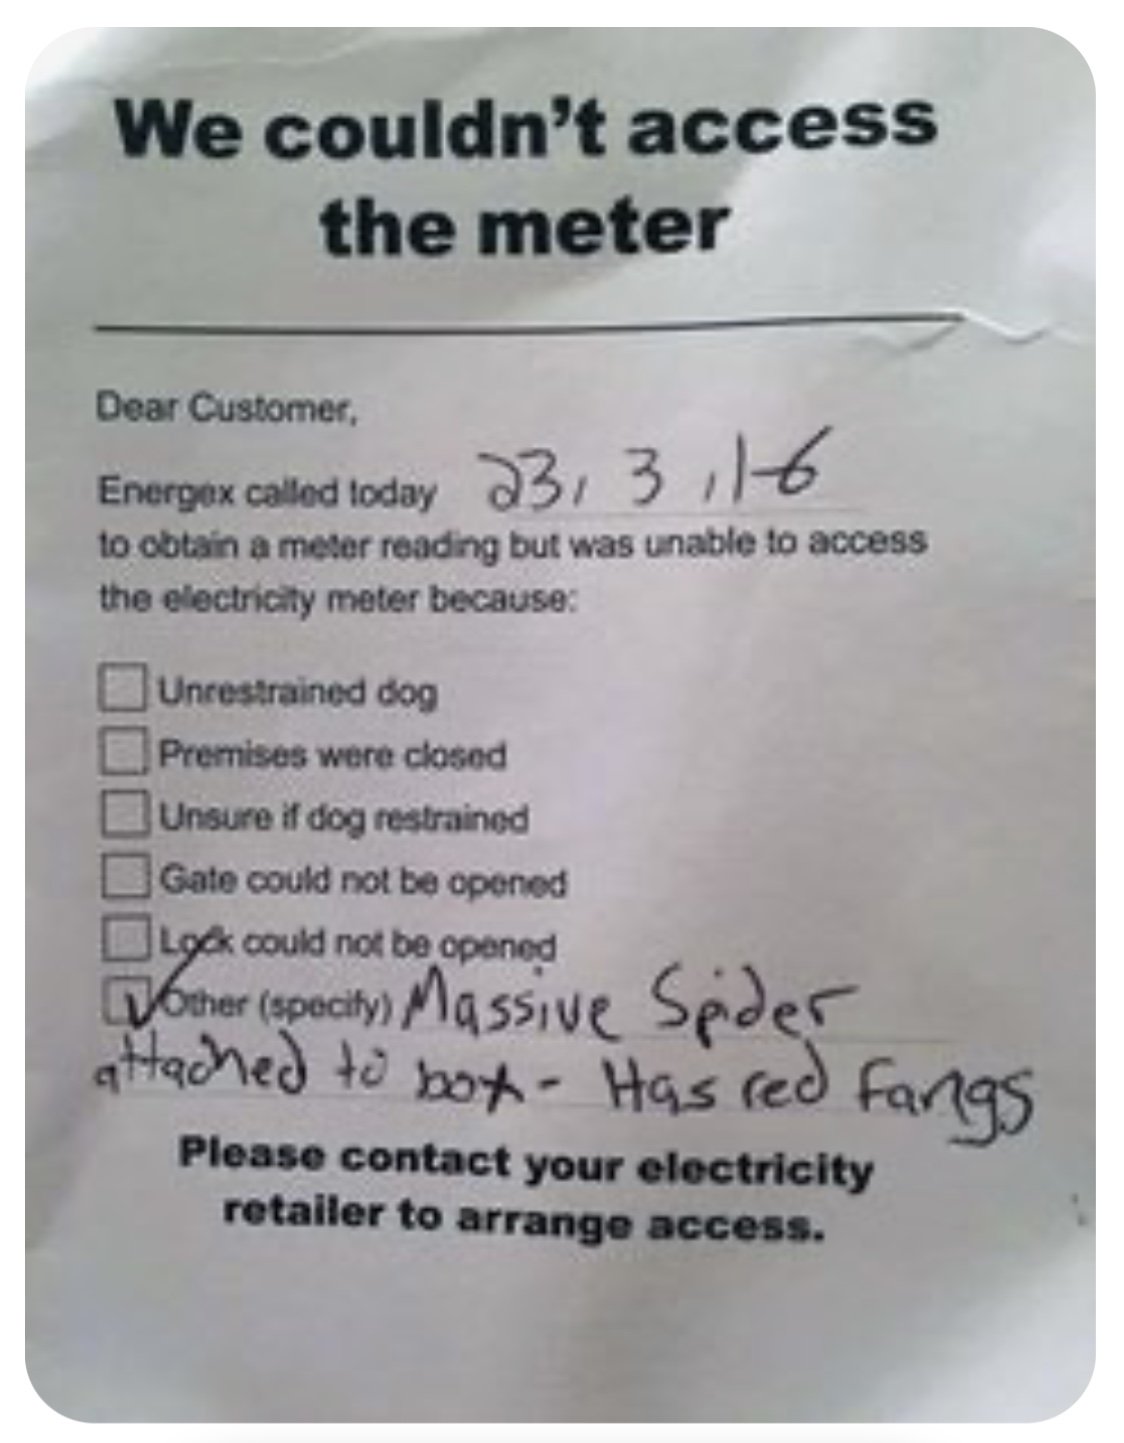 We couldn't access
the meter
Dear Customer,
Energex called today 23, 3, 16
to obtain a meter reading but was unable to access
the electricity meter because:
Unrestrained dog
Premises were closed
Unsure if dog restrained
Gate could not be opened
Lock could not be opened
Other (specify) Massive Spider
attached to box - Has red fangs
Please contact your electricity
retailer to arrange access.